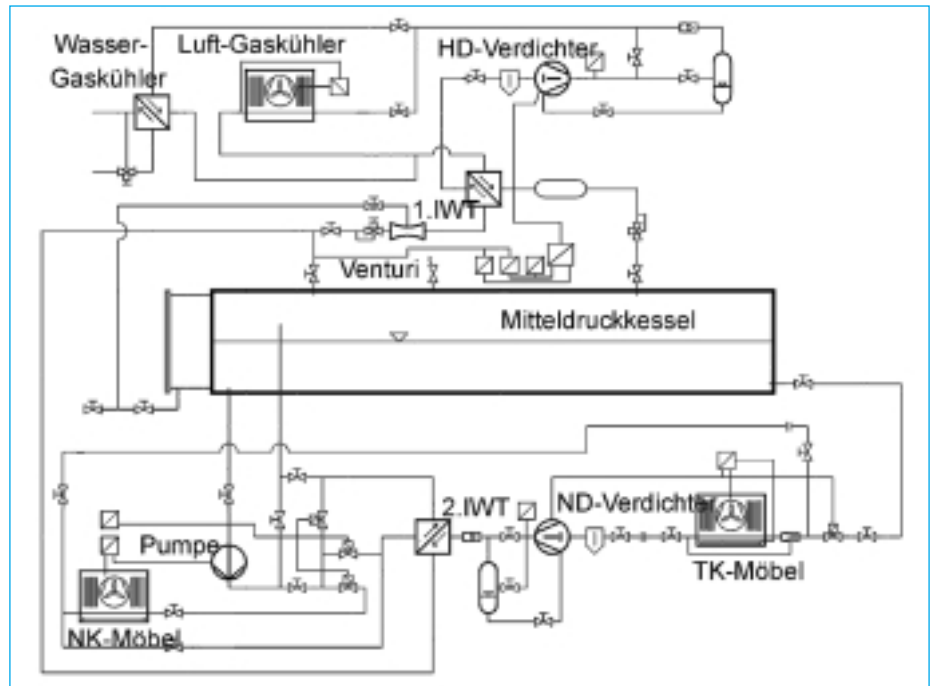 Wasser-
Gaskühler
Luft-Gaskühler
HD-Verdichter
1.IWT
Venturi
Mitteldruckkessel
2.IWT
ND-Verdichter
Pumpe
TK-Möbel
NK-Möbel